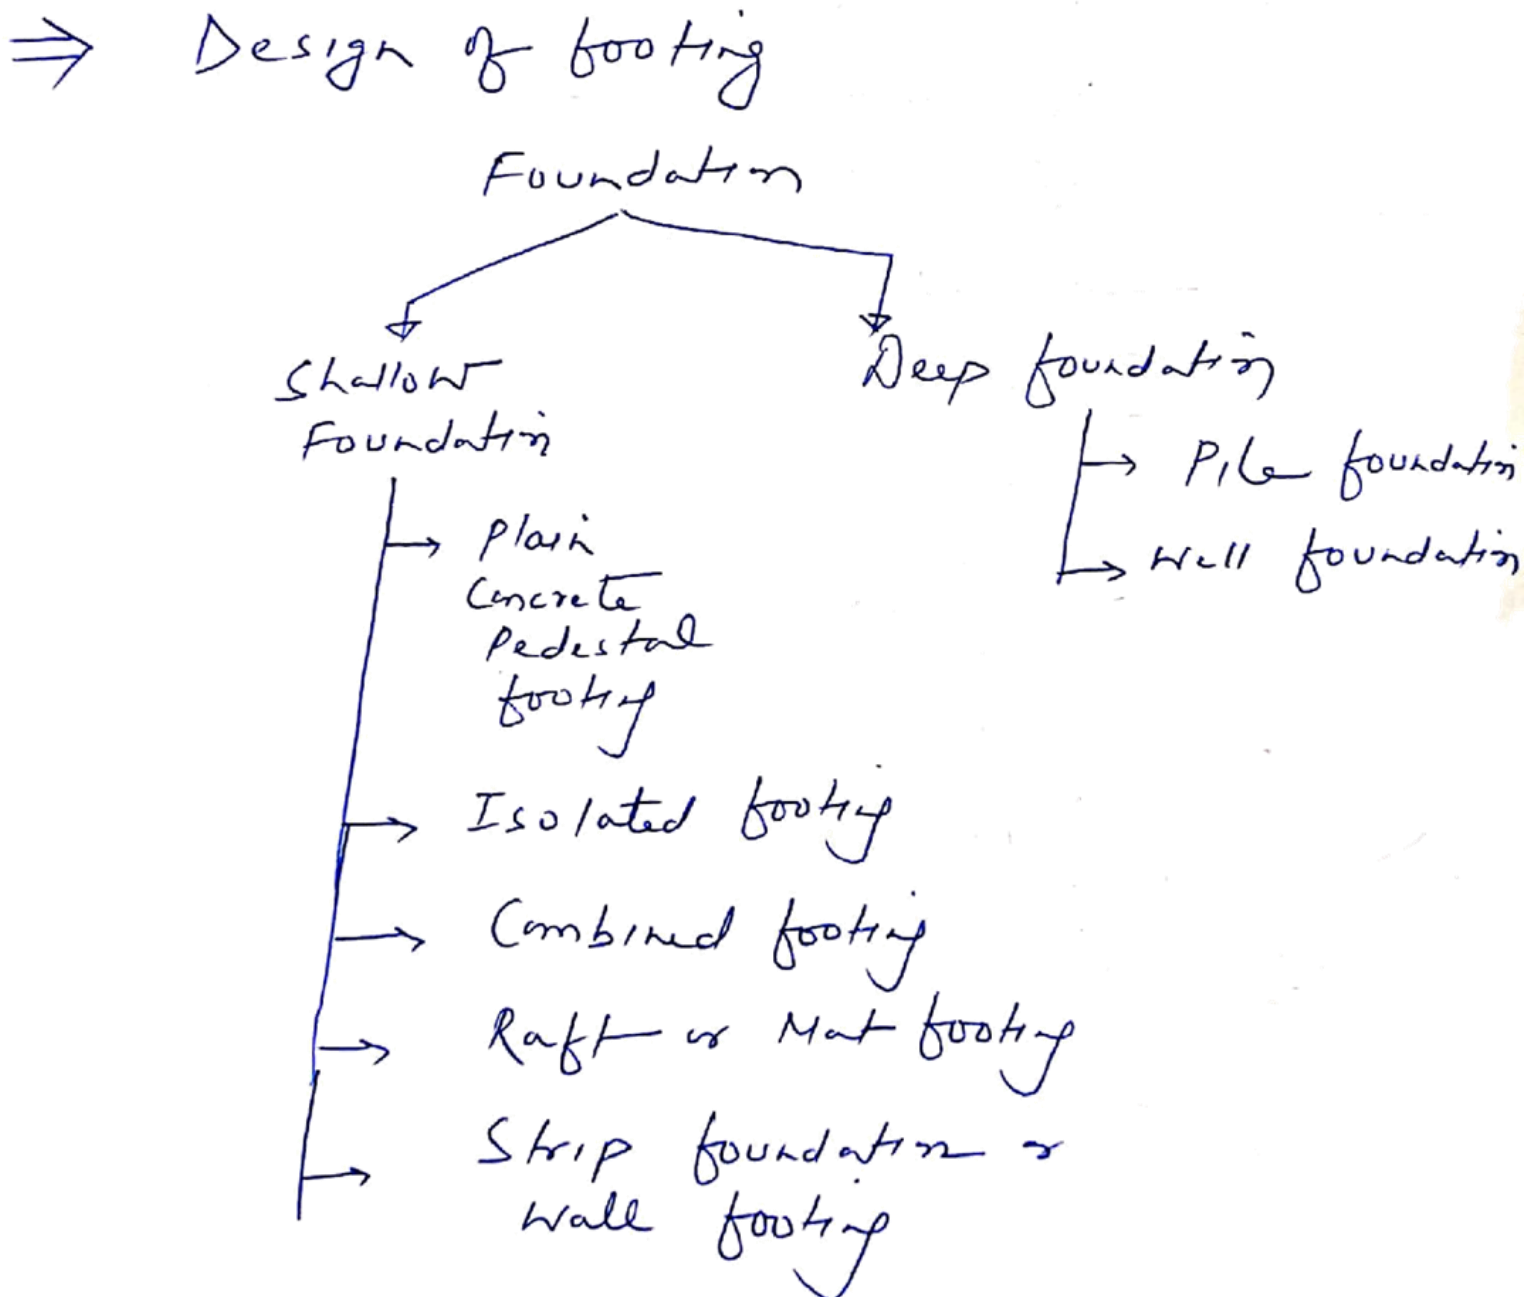 ⇒ Design of footing
Foundation
Shallow
Foundation
Deep foundation
→ Pile foundation
→ Well foundation
→ Plain
Concrete
Pedestal
footing
→ Isolated footing
→ Combined footing
→ Raft or Mat footing
→ Strip foundation or
Wall footing